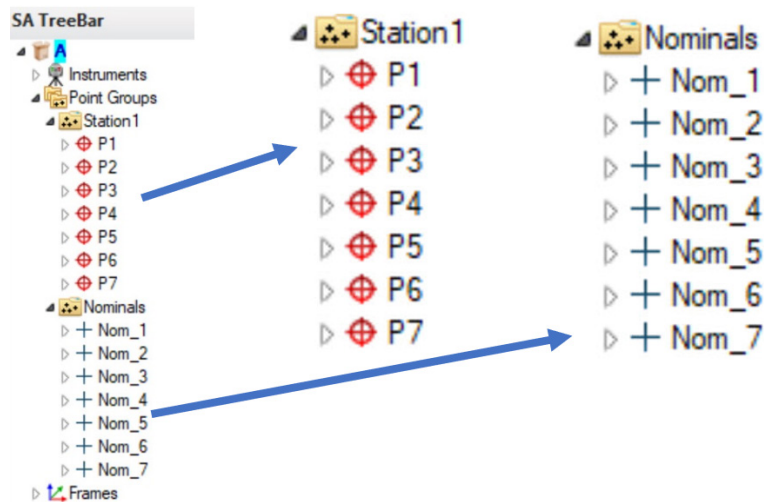 SA TreeBar
A
Instruments
Point Groups
Station1
P1
P2
P3
P4
P5
P6
P7
Nominals
Nom_1
Nom_2
Nom_3
Nom_4
Nom_5
Nom_6
Nom_7
Frames
Station1
P1
P2
P3
P4
P5
P6
P7
Nominals
Nom_1
Nom_2
Nom_3
Nom_4
Nom_5
Nom_6
Nom_7